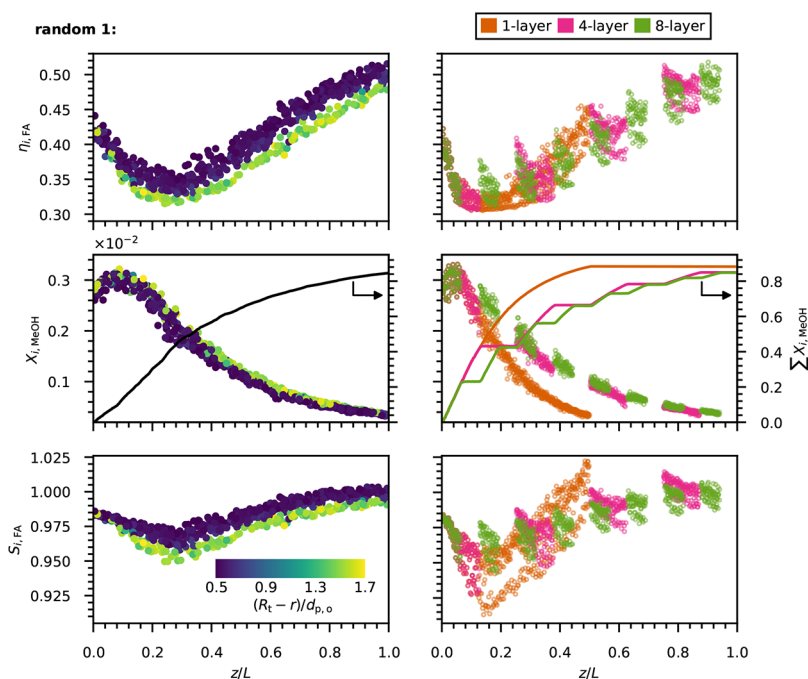 random 1:
1-layer 4-layer 8-layer
0.50
0.45
0.40
0.35
0.30
η_{i, FA}
×10^{−2}
0.3
0.2
0.1
X_{i, MeOH}
0.8
0.6
0.4
0.2
0.0
∑ X_{i, MeOH}
1.025
1.000
0.975
0.950
0.925
S_{i, FA}
0.5 0.9 1.3 1.7
(R_t − r)/d_{p, o}
0.0 0.2 0.4 0.6 0.8 1.0
z/L
0.0 0.2 0.4 0.6 0.8 1.0
z/L